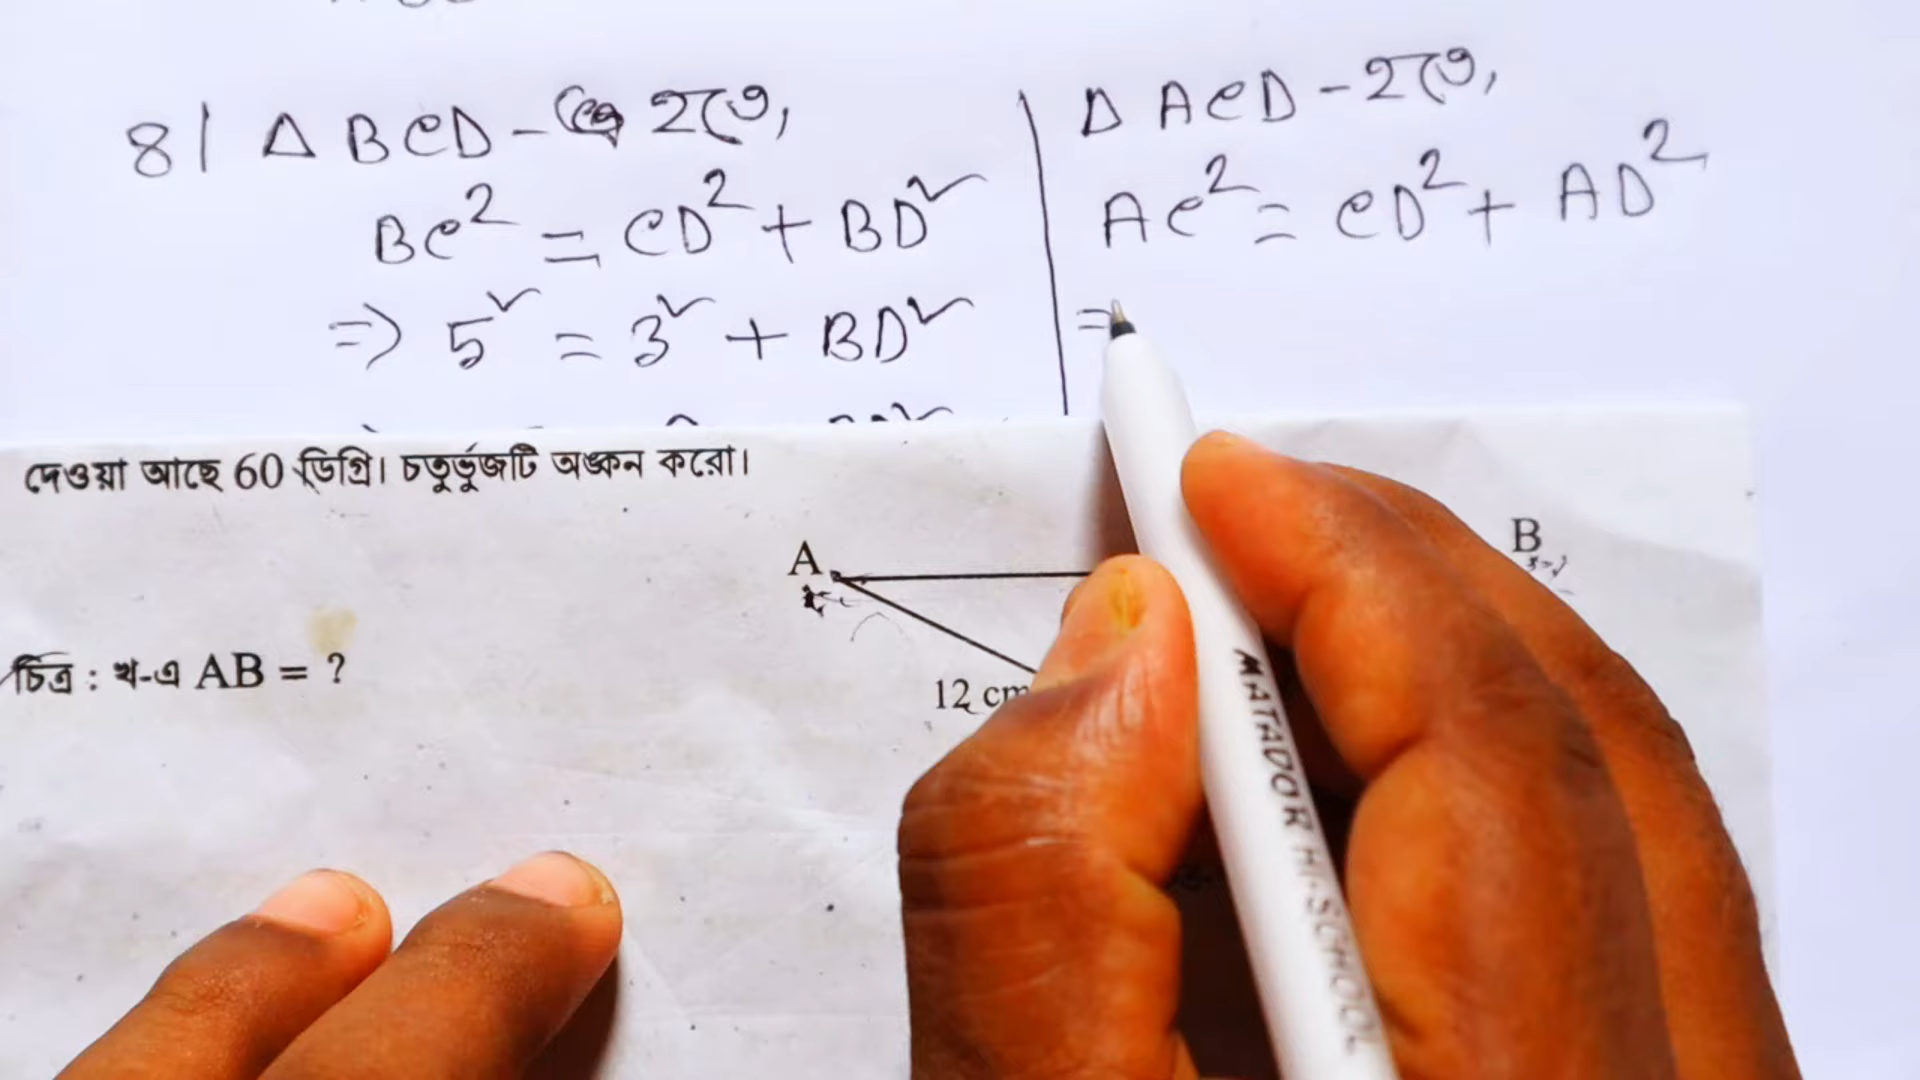 8। Δ BCD - হতে,
BC² = CD² + BD²
⇒ 5² = 3² + BD²
Δ ACD - হতে,
AC² = CD² + AD²
=
দেওয়া আছে 60 ডিগ্রি। চতুর্ভুজটি অঙ্কন করো।
A
B
চিত্র : খ-এ AB = ?
12 cm
MATADOR HI-SCHOOL